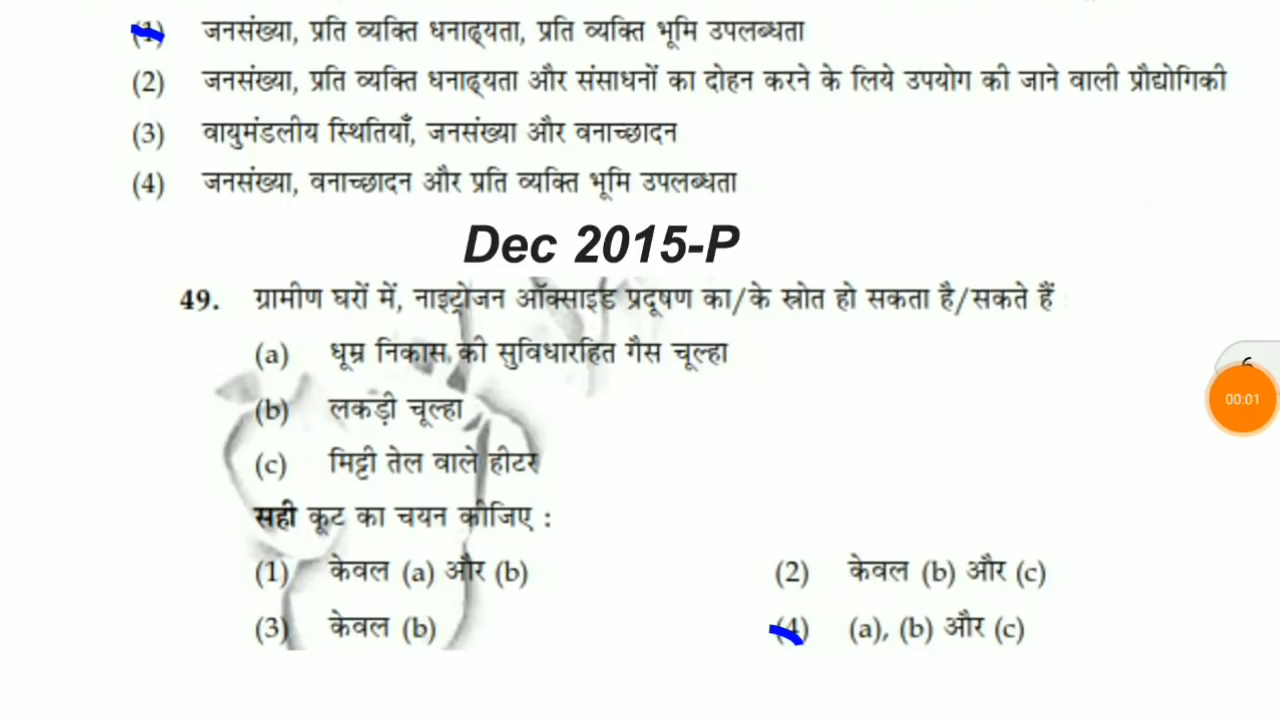 (1) जनसंख्या, प्रति व्यक्ति धनाढ्यता, प्रति व्यक्ति भूमि उपलब्धता
(2) जनसंख्या, प्रति व्यक्ति धनाढ्यता और संसाधनों का दोहन करने के लिये उपयोग की जाने वाली प्रौद्योगिकी
(3) वायुमंडलीय स्थितियाँ, जनसंख्या और वनाच्छादन
(4) जनसंख्या, वनाच्छादन और प्रति व्यक्ति भूमि उपलब्धता
Dec 2015-P
49. ग्रामीण घरों में, नाइट्रोजन ऑक्साइड प्रदूषण का/के स्रोत हो सकता है/सकते हैं
(a) धूम्र निकास की सुविधारहित गैस चूल्हा
(b) लकड़ी चूल्हा
(c) मिट्टी तेल वाले हीटर
सही कूट का चयन कीजिए :
(1) केवल (a) और (b) (2) केवल (b) और (c)
(3) केवल (b) (4) (a), (b) और (c)
00:01